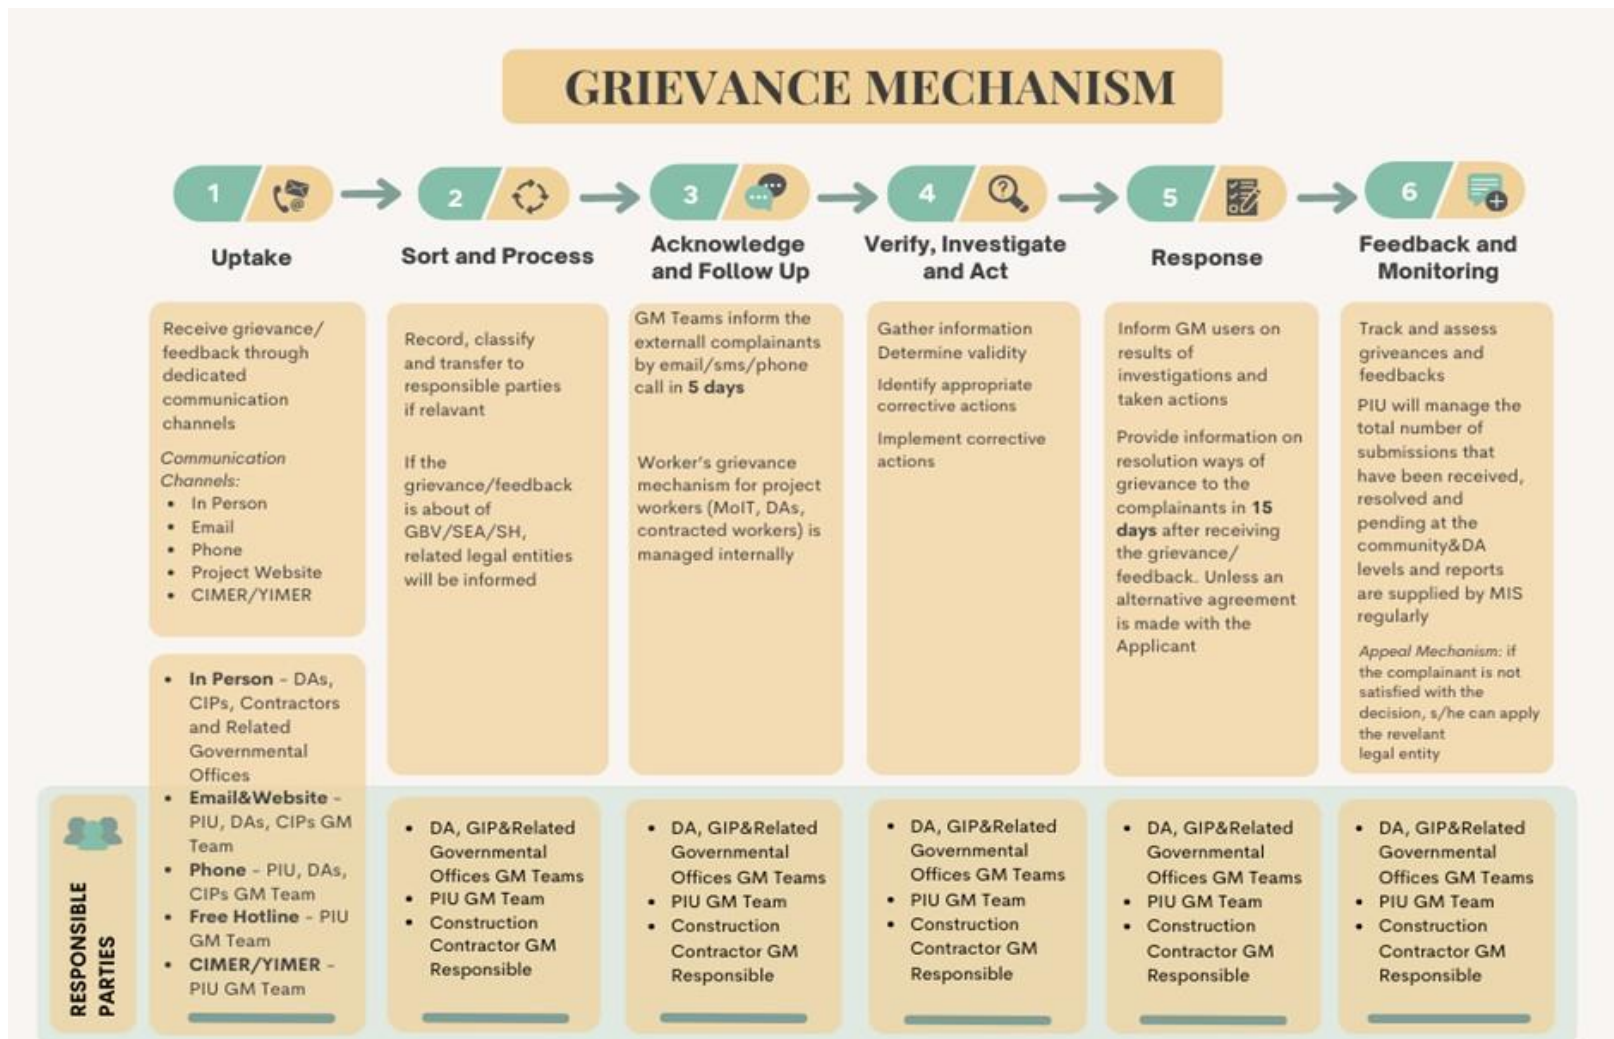 GRIEVANCE MECHANISM
1
Uptake
Receive grievance/
feedback through
dedicated
communication
channels
Communication
Channels:
• In Person
• Email
• Phone
• Project Website
• CIMER/YIMER
2
Sort and Process
Record, classify
and transfer to
responsible parties
if relavant
If the
grievance/feedback
is about of
GBV/SEA/SH,
related legal entities
will be informed
3
Acknowledge
and Follow Up
GM Teams inform the
externall complainants
by email/sms/phone
call in 5 days
Worker's grievance
mechanism for project
workers (MoIT, DAs,
contracted workers) is
managed internally
4
Verify, Investigate
and Act
Gather information
Determine validity
Identify appropriate
corrective actions
Implement corrective
actions
5
Response
Inform GM users on
results of
investigations and
taken actions
Provide information on
resolution ways of
grievance to the
complainants in 15
days after receiving
the grievance/
feedback. Unless an
alternative agreement
is made with the
Applicant
6
Feedback and
Monitoring
Track and assess
griveances and
feedbacks
PIU will manage the
total number of
submissions that
have been received,
resolved and
pending at the
community&DA
levels and reports
are supplied by MIS
regularly
Appeal Mechanism: if
the complainant is not
satisfied with the
decision, s/he can apply
the revelant
legal entity
RESPONSIBLE
PARTIES
• In Person - DAs,
CIPs, Contractors
and Related
Governmental
Offices
• Email&Website -
PIU, DAs, CIPs GM
Team
• Phone - PIU, DAs,
CIPs GM Team
• Free Hotline - PIU
GM Team
• CIMER/YIMER -
PIU GM Team
• DA, GIP&Related
Governmental
Offices GM Teams
• PIU GM Team
• Construction
Contractor GM
Responsible
• DA, GIP&Related
Governmental
Offices GM Teams
• PIU GM Team
• Construction
Contractor GM
Responsible
• DA, GIP&Related
Governmental
Offices GM Teams
• PIU GM Team
• Construction
Contractor GM
Responsible
• DA, GIP&Related
Governmental
Offices GM Teams
• PIU GM Team
• Construction
Contractor GM
Responsible
• DA, GIP&Related
Governmental
Offices GM Teams
• PIU GM Team
• Construction
Contractor GM
Responsible